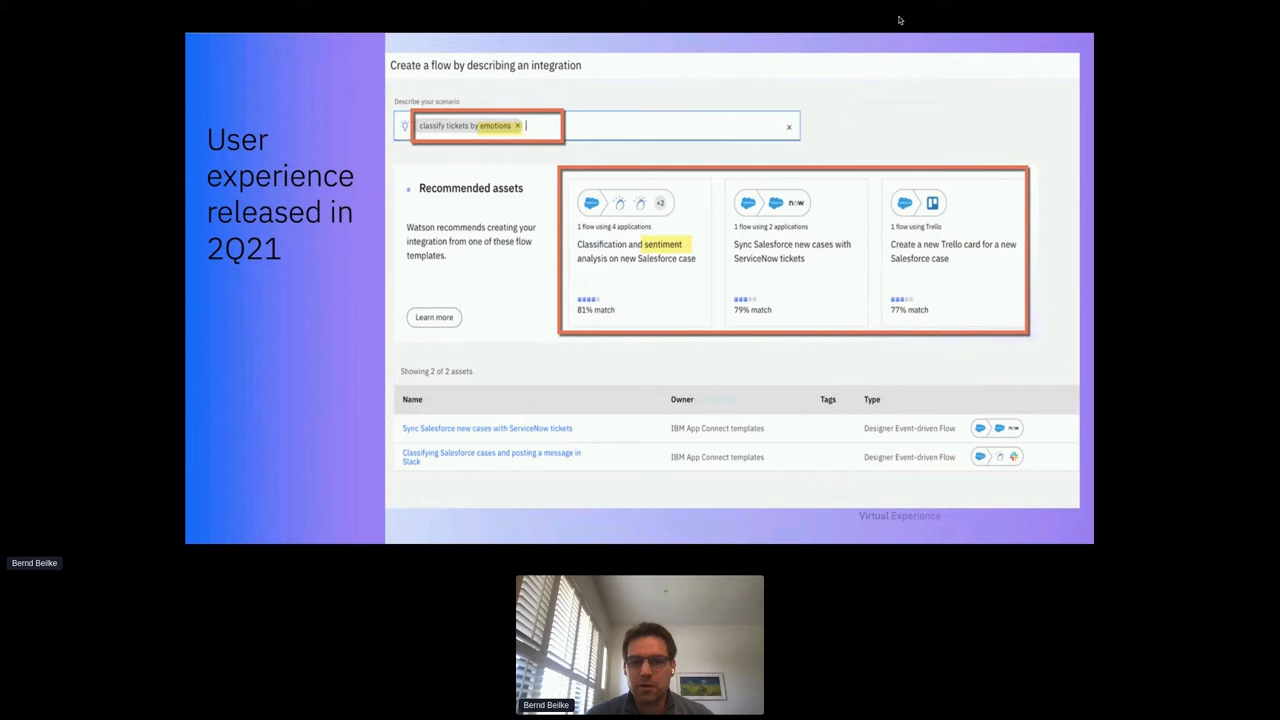 Create a flow by describing an integration
Describe your scenario
classify tickets by emotions ×
×
User
experience
released in
2Q21
Recommended assets
Watson recommends creating your
integration from one of these flow
templates.
Learn more
+2
1 flow using 4 applications
Classification and sentiment
analysis on new Salesforce case
81% match
now
1 flow using 2 applications
Sync Salesforce new cases with
ServiceNow tickets
79% match
1 flow using Trello
Create a new Trello card for a new
Salesforce case
77% match
Showing 2 of 2 assets
Name Owner Tags Type
Sync Salesforce new cases with ServiceNow tickets IBM App Connect templates Designer Event-driven Flow now
Classifying Salesforce cases and posting a message in
Slack
IBM App Connect templates Designer Event-driven Flow
Virtual Experience
Bernd Beilke
Bernd Beilke